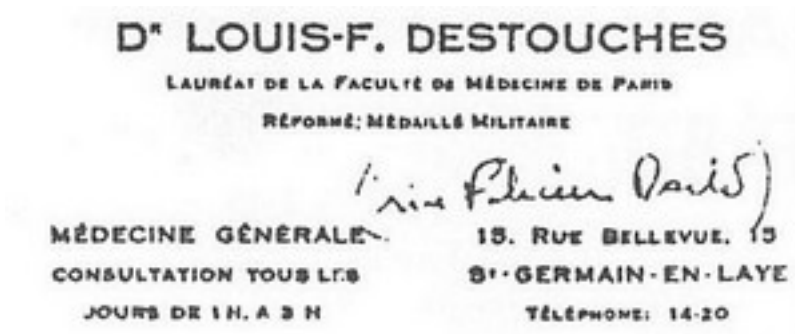 Dʳ LOUIS-F. DESTOUCHES
LAURÉAT DE LA FACULTÉ DE MÉDECINE DE PARIS
RÉFORMÉ; MÉDAILLÉ MILITAIRE
(rue Félicien David)
MÉDECINE GÉNÉRALE
CONSULTATION TOUS LES
JOURS DE 1 H. A 3 H
15. RUE BELLEVUE. 15
Sᵗ-GERMAIN-EN-LAYE
TÉLÉPHONE: 14-20